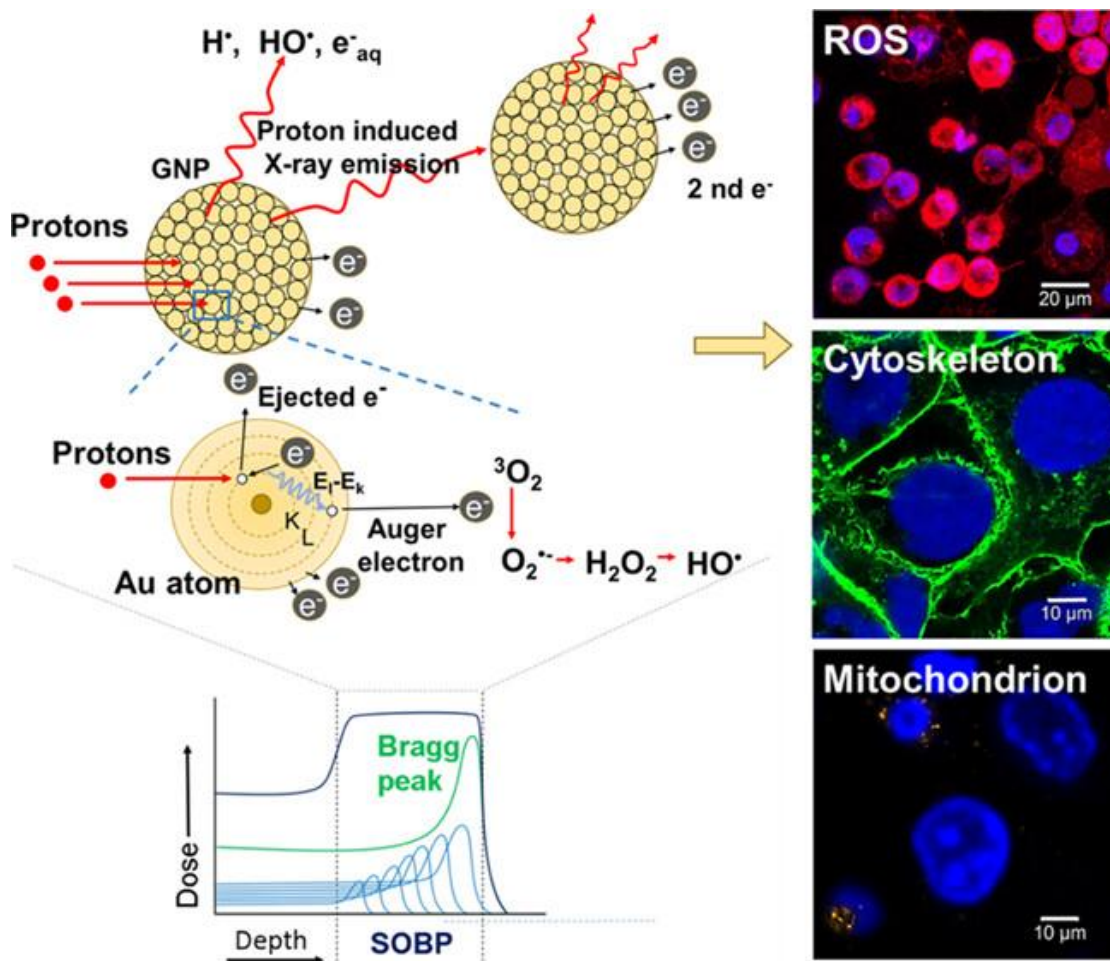 H•, HO•, e⁻aq
GNP
Proton induced
X-ray emission
Protons
e⁻
e⁻
e⁻
e⁻
e⁻
2 nd e⁻
e⁻
Ejected e⁻
Protons
e⁻
El-Ek
K
L
Auger
electron
e⁻
Au atom
e⁻
e⁻
³O₂
O₂•⁻
H₂O₂
HO•
Dose
Depth
Bragg
peak
SOBP
ROS
20 µm
Cytoskeleton
10 µm
Mitochondrion
10 µm